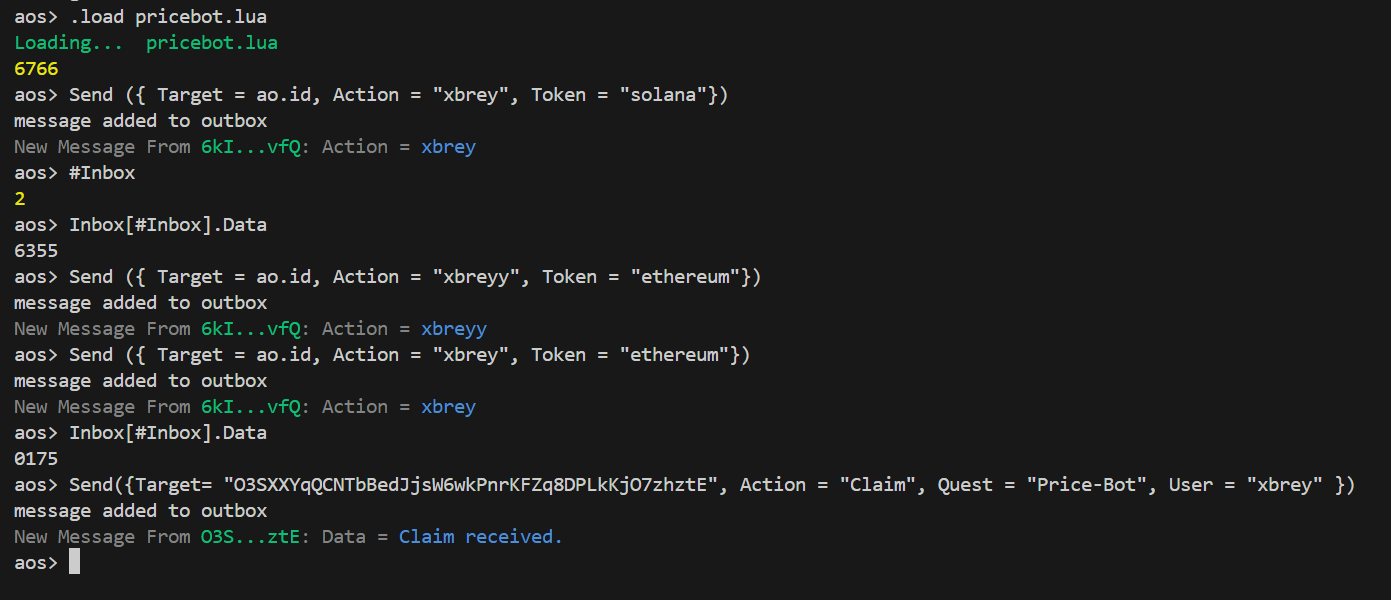 aos> .load pricebot.lua
Loading... pricebot.lua
6766
aos> Send ({ Target = ao.id, Action = "xbrey", Token = "solana"})
message added to outbox
New Message From 6kI...vfQ: Action = xbrey
aos> #Inbox
2
aos> Inbox[#Inbox].Data
6355
aos> Send ({ Target = ao.id, Action = "xbreyy", Token = "ethereum"})
message added to outbox
New Message From 6kI...vfQ: Action = xbreyy
aos> Send ({ Target = ao.id, Action = "xbrey", Token = "ethereum"})
message added to outbox
New Message From 6kI...vfQ: Action = xbrey
aos> Inbox[#Inbox].Data
0175
aos> Send({Target= "O3SXXYqQCNTbBedJjsW6wkPnrKFZq8DPLkKjO7zhztE", Action = "Claim", Quest = "Price-Bot", User = "xbrey" })
message added to outbox
New Message From O3S...ztE: Data = Claim received.
aos>